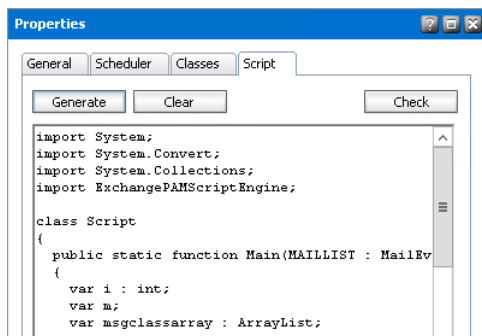 Properties
General Scheduler Classes Script
Generate Clear Check
import System;
import System.Convert;
import System.Collections;
import ExchangePAMScriptEngine;
class Script
{
public static function Main(MAILLIST : MailEv
{
var i : int;
var m;
var msgclassarray : ArrayList;